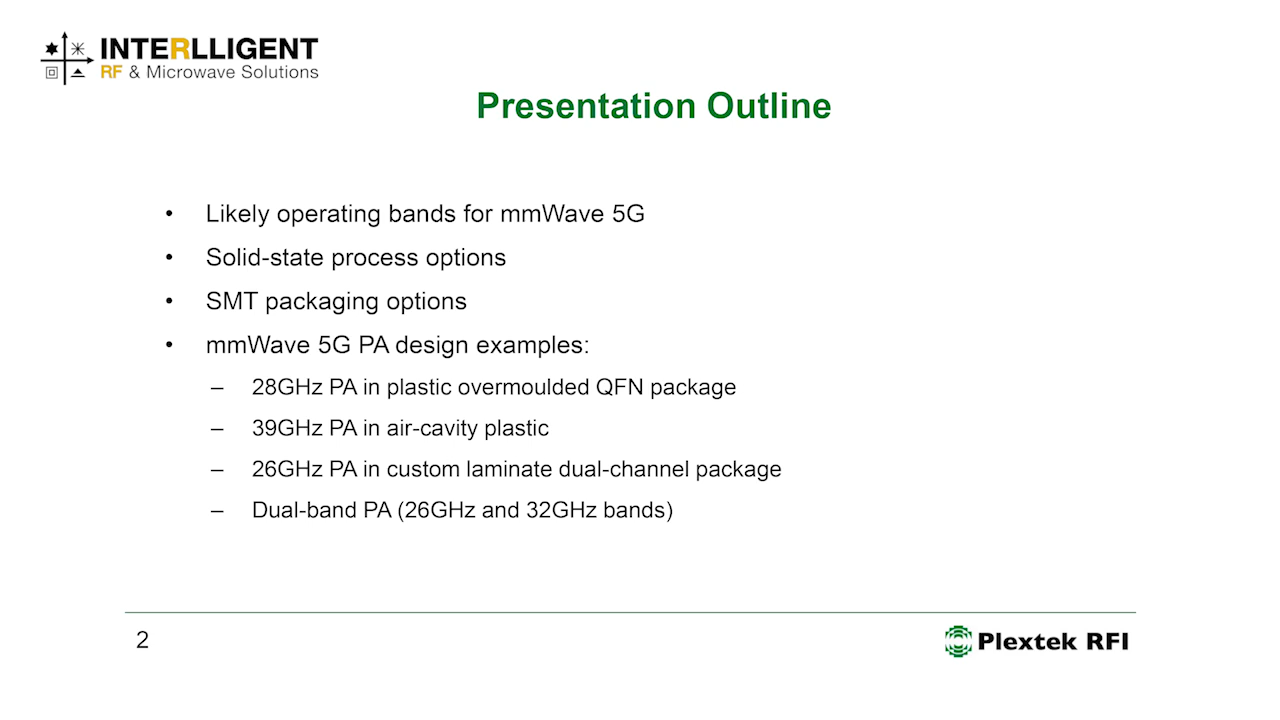 INTERLLIGENT
RF & Microwave Solutions
Presentation Outline
• Likely operating bands for mmWave 5G
• Solid-state process options
• SMT packaging options
• mmWave 5G PA design examples:
– 28GHz PA in plastic overmoulded QFN package
– 39GHz PA in air-cavity plastic
– 26GHz PA in custom laminate dual-channel package
– Dual-band PA (26GHz and 32GHz bands)
2
Plextek RFI